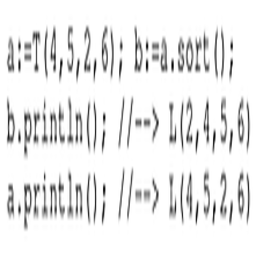 a:=T(4,5,2,6); b:=a.sort();
b.println(); //--> L(2,4,5,6)
a.println(); //--> L(4,5,2,6)